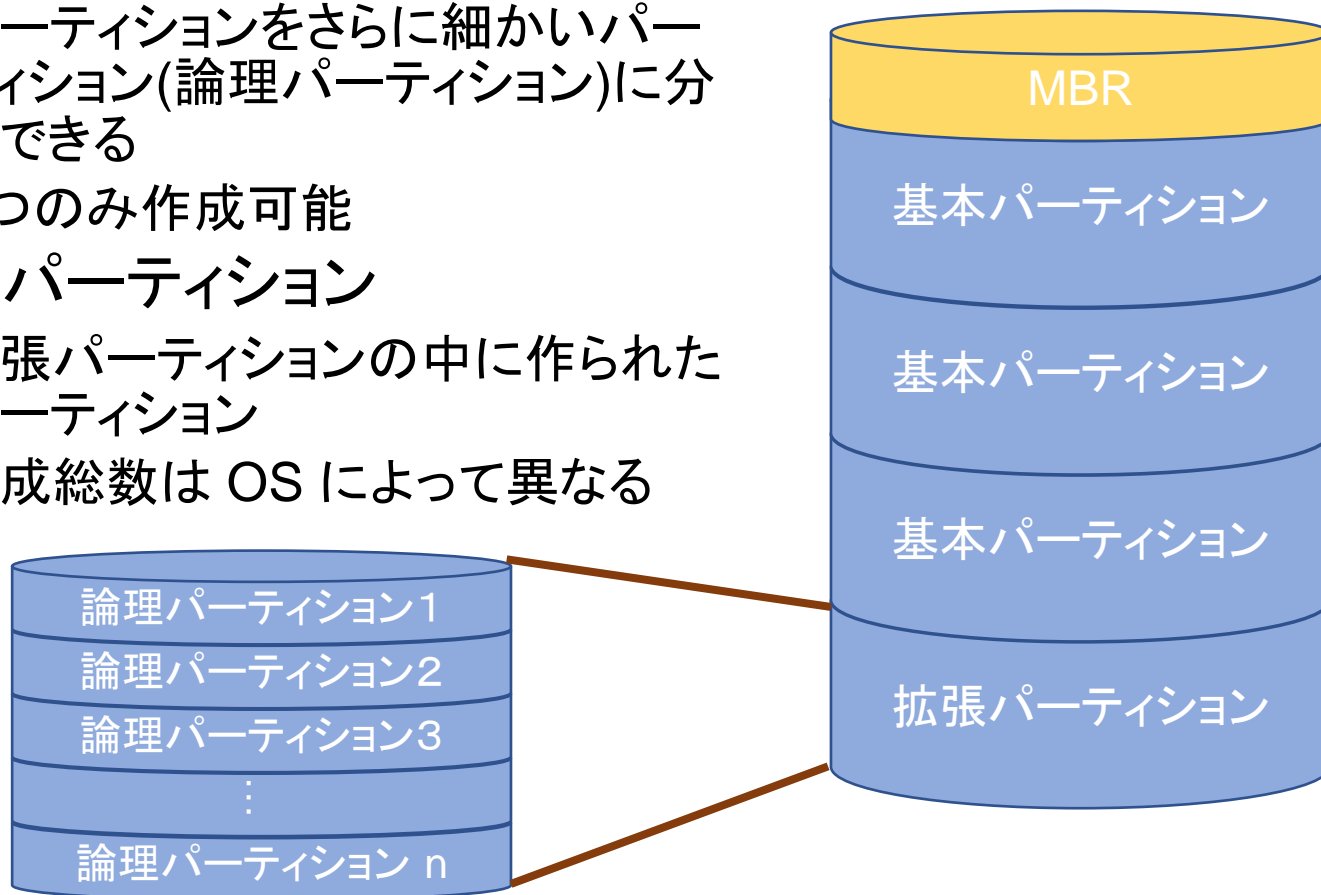 ーティションをさらに細かいパー
ィション(論理パーティション)に分
できる
つのみ作成可能
パーティション
張パーティションの中に作られた
ーティション
成総数は OS によって異なる
MBR
基本パーティション
基本パーティション
基本パーティション
拡張パーティション
論理パーティション1
論理パーティション2
論理パーティション3
⋮
論理パーティション n